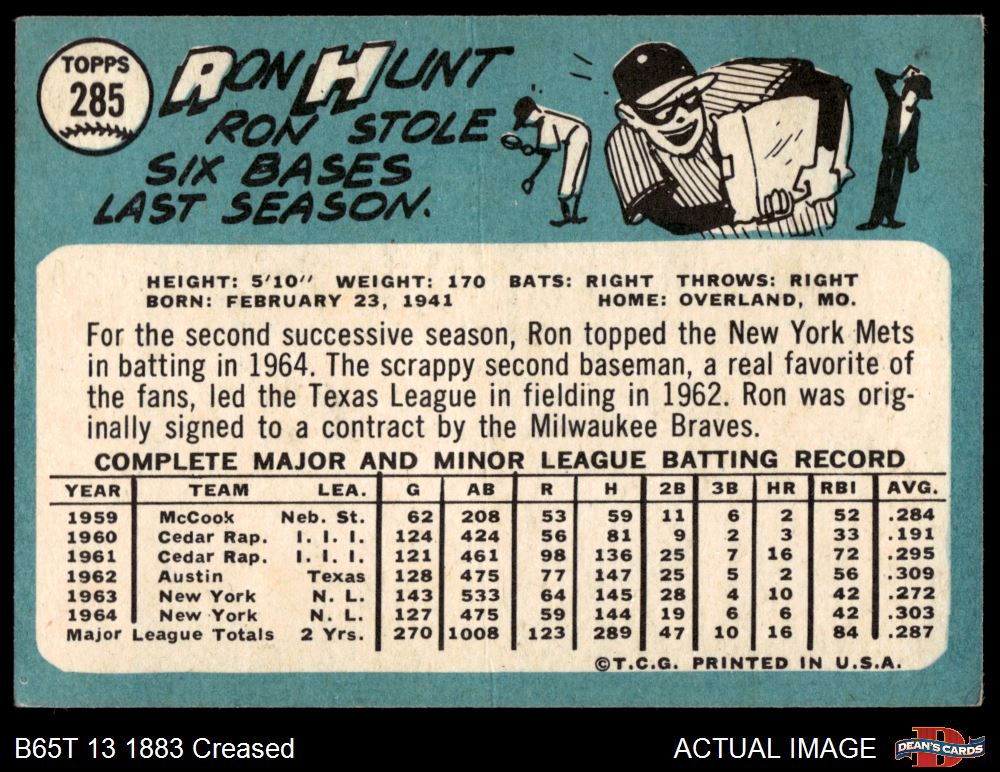 TOPPS
285
RON HUNT
RON STOLE
SIX BASES
LAST SEASON.
HEIGHT: 5'10" WEIGHT: 170 BATS: RIGHT THROWS: RIGHT
BORN: FEBRUARY 23, 1941 HOME: OVERLAND, MO.
For the second successive season, Ron topped the New York Mets
in batting in 1964. The scrappy second baseman, a real favorite of
the fans, led the Texas League in fielding in 1962. Ron was orig-
inally signed to a contract by the Milwaukee Braves.
COMPLETE MAJOR AND MINOR LEAGUE BATTING RECORD
YEAR TEAM LEA. G AB R H 2B 3B HR RBI AVG.
1959 McCook Neb. St. 62 208 53 59 11 6 2 52 .284
1960 Cedar Rap. I. I. I. 124 424 56 81 9 2 3 33 .191
1961 Cedar Rap. I. I. I. 121 461 98 136 25 7 16 72 .295
1962 Austin Texas 128 475 77 147 25 5 2 56 .309
1963 New York N. L. 143 533 64 145 28 4 10 42 .272
1964 New York N. L. 127 475 59 144 19 6 6 42 .303
Major League Totals 2 Yrs. 270 1008 123 289 47 10 16 84 .287
©T.C.G. PRINTED IN U.S.A.
B65T 13 1883 Creased ACTUAL IMAGE DEAN'S CARDS